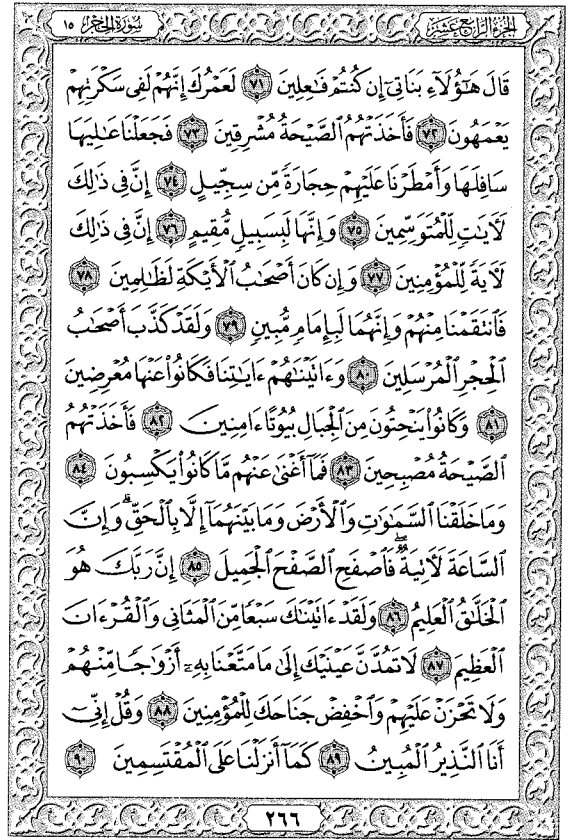 الجزء الرابع عشر
سورة الحجر ١٥
قَالَ هَٰٓؤُلَآءِ بَنَاتِىٓ إِن كُنتُمْ فَٰعِلِينَ ٧١ لَعَمْرُكَ إِنَّهُمْ لَفِى سَكْرَتِهِمْ
يَعْمَهُونَ ٧٢ فَأَخَذَتْهُمُ ٱلصَّيْحَةُ مُشْرِقِينَ ٧٣ فَجَعَلْنَا عَٰلِيَهَا
سَافِلَهَا وَأَمْطَرْنَا عَلَيْهِمْ حِجَارَةً مِّن سِجِّيلٍ ٧٤ إِنَّ فِى ذَٰلِكَ
لَءَايَٰتٍ لِّلْمُتَوَسِّمِينَ ٧٥ وَإِنَّهَا لَبِسَبِيلٍ مُّقِيمٍ ٧٦ إِنَّ فِى ذَٰلِكَ
لَءَايَةً لِّلْمُؤْمِنِينَ ٧٧ وَإِن كَانَ أَصْحَٰبُ ٱلْأَيْكَةِ لَظَٰلِمِينَ ٧٨
فَٱنتَقَمْنَا مِنْهُمْ وَإِنَّهُمَا لَبِإِمَامٍ مُّبِينٍ ٧٩ وَلَقَدْ كَذَّبَ أَصْحَٰبُ
ٱلْحِجْرِ ٱلْمُرْسَلِينَ ٨٠ وَءَاتَيْنَٰهُمْ ءَايَٰتِنَا فَكَانُوا۟ عَنْهَا مُعْرِضِينَ
٨١ وَكَانُوا۟ يَنْحِتُونَ مِنَ ٱلْجِبَالِ بُيُوتًا ءَامِنِينَ ٨٢ فَأَخَذَتْهُمُ
ٱلصَّيْحَةُ مُصْبِحِينَ ٨٣ فَمَآ أَغْنَىٰ عَنْهُم مَّا كَانُوا۟ يَكْسِبُونَ ٨٤
وَمَا خَلَقْنَا ٱلسَّمَٰوَٰتِ وَٱلْأَرْضَ وَمَا بَيْنَهُمَآ إِلَّا بِٱلْحَقِّ ۗ وَإِنَّ
ٱلسَّاعَةَ لَءَاتِيَةٌ ۖ فَٱصْفَحِ ٱلصَّفْحَ ٱلْجَمِيلَ ٨٥ إِنَّ رَبَّكَ هُوَ
ٱلْخَلَّٰقُ ٱلْعَلِيمُ ٨٦ وَلَقَدْ ءَاتَيْنَٰكَ سَبْعًا مِّنَ ٱلْمَثَانِى وَٱلْقُرْءَانَ
ٱلْعَظِيمَ ٨٧ لَا تَمُدَّنَّ عَيْنَيْكَ إِلَىٰ مَا مَتَّعْنَا بِهِۦٓ أَزْوَٰجًا مِّنْهُمْ
وَلَا تَحْزَنْ عَلَيْهِمْ وَٱخْفِضْ جَنَاحَكَ لِلْمُؤْمِنِينَ ٨٨ وَقُلْ إِنِّىٓ
أَنَا ٱلنَّذِيرُ ٱلْمُبِينُ ٨٩ كَمَآ أَنزَلْنَا عَلَى ٱلْمُقْتَسِمِينَ ٩٠
٢٦٦